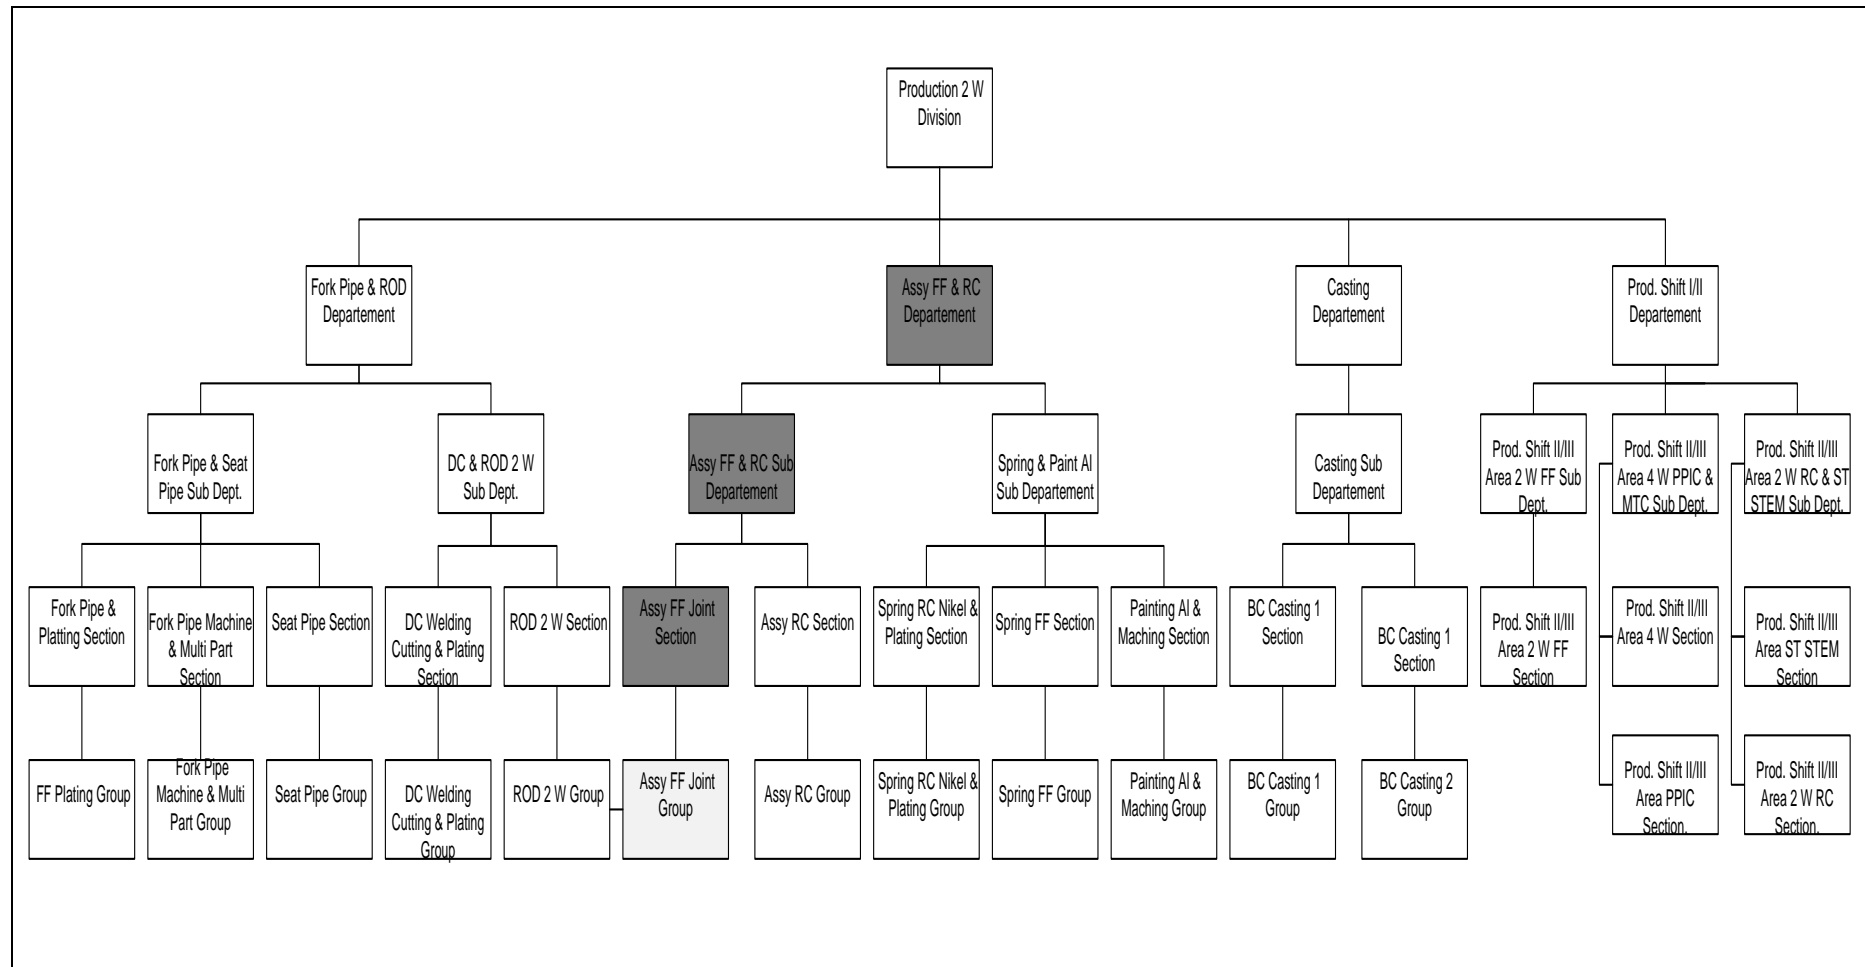 Production 2 W
Division
Fork Pipe & ROD
Departement
Assy FF & RC
Departement
Casting
Departement
Prod. Shift I/II
Departement
Fork Pipe & Seat
Pipe Sub Dept.
DC & ROD 2 W
Sub Dept.
Assy FF & RC Sub
Departement
Spring & Paint Al
Sub Departement
Casting Sub
Departement
Prod. Shift II/III
Area 2 W FF Sub
Dept.
Prod. Shift II/III
Area 4 W PPIC &
MTC Sub Dept.
Prod. Shift II/III
Area 2 W RC & ST
STEM Sub Dept.
Fork Pipe &
Platting Section
Fork Pipe Machine
& Multi Part
Section
Seat Pipe Section
DC Welding
Cutting & Plating
Section
ROD 2 W Section
Assy FF Joint
Section
Assy RC Section
Spring RC Nikel &
Plating Section
Spring FF Section
Painting Al &
Maching Section
BC Casting 1
Section
BC Casting 1
Section
Prod. Shift II/III
Area 2 W FF
Section
Prod. Shift II/III
Area 4 W Section
Prod. Shift II/III
Area ST STEM
Section
FF Plating Group
Fork Pipe
Machine & Multi
Part Group
Seat Pipe Group
DC Welding
Cutting & Plating
Group
ROD 2 W Group
Assy FF Joint
Group
Assy RC Group
Spring RC Nikel &
Plating Group
Spring FF Group
Painting Al &
Maching Group
BC Casting 1
Group
BC Casting 2
Group
Prod. Shift II/III
Area PPIC
Section.
Prod. Shift II/III
Area 2 W RC
Section.